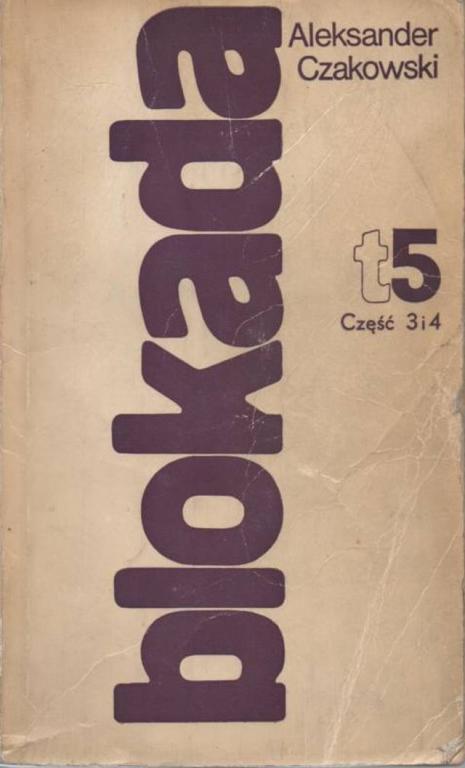 Aleksander
Czakowski
blokada
t5
Część 3 i 4